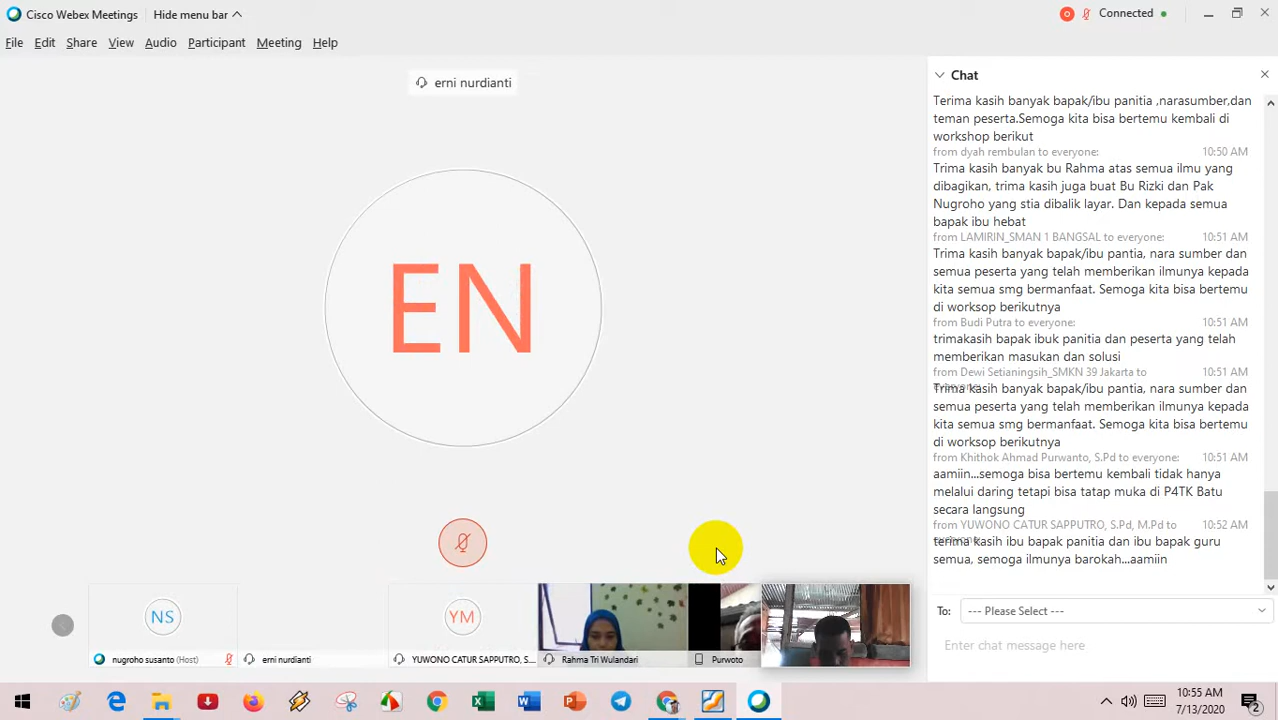 Cisco Webex Meetings
Hide menu bar
Connected
File Edit Share View Audio Participant Meeting Help
erni nurdianti
EN
NS
nugroho susanto (Host)
erni nurdianti
YM
YUWONO CATUR SAPPUTRO, S...
Rahma Tri Wulandari
Purwoto
Chat
Terima kasih banyak bapak/ibu panitia ,narasumber,dan
teman peserta.Semoga kita bisa bertemu kembali di
workshop berikut
from dyah rembulan to everyone: 10:50 AM
Trima kasih banyak bu Rahma atas semua ilmu yang
dibagikan, trima kasih juga buat Bu Rizki dan Pak
Nugroho yang stia dibalik layar. Dan kepada semua
bapak ibu hebat
from LAMIRIN_SMAN 1 BANGSAL to everyone: 10:51 AM
Trima kasih banyak bapak/ibu pantia, nara sumber dan
semua peserta yang telah memberikan ilmunya kepada
kita semua smg bermanfaat. Semoga kita bisa bertemu
di worksop berikutnya
from Budi Putra to everyone: 10:51 AM
trimakasih bapak ibuk panitia dan peserta yang telah
memberikan masukan dan solusi
from Dewi Setianingsih_SMKN 39 Jakarta to 10:51 AM
Trima kasih banyak bapak/ibu pantia, nara sumber dan
semua peserta yang telah memberikan ilmunya kepada
kita semua smg bermanfaat. Semoga kita bisa bertemu
di worksop berikutnya
from Khithok Ahmad Purwanto, S.Pd to everyone: 10:51 AM
aamiin...semoga bisa bertemu kembali tidak hanya
melalui daring tetapi bisa tatap muka di P4TK Batu
secara langsung
from YUWONO CATUR SAPPUTRO, S.Pd, M.Pd to 10:52 AM
terima kasih ibu bapak panitia dan ibu bapak guru
semua, semoga ilmunya barokah...aamiin
To: --- Please Select ---
Enter chat message here
10:55 AM
7/13/2020
2